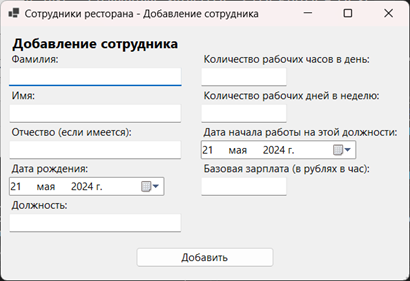 Сотрудники ресторана - Добавление сотрудника
Добавление сотрудника
Фамилия:
Имя:
Отчество (если имеется):
Дата рождения:
21 мая 2024 г.
Должность:
Количество рабочих часов в день:
Количество рабочих дней в неделю:
Дата начала работы на этой должности:
21 мая 2024 г.
Базовая зарплата (в рублях в час):
Добавить